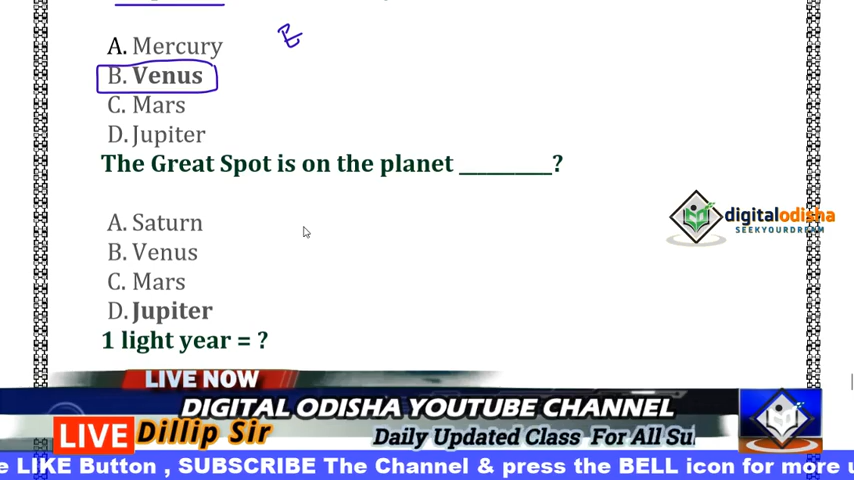 A. Mercury
B. Venus
C. Mars
D. Jupiter
The Great Spot is on the planet __________?
A. Saturn
B. Venus
C. Mars
D. Jupiter
1 light year = ?
digitalodisha
SEEKYOURDREAM
LIVE NOW
DIGITAL ODISHA YOUTUBE CHANNEL
LIVE Dillip Sir
Daily Updated Class For All Su
e LIKE Button , SUBSCRIBE The Channel & press the BELL icon for more u